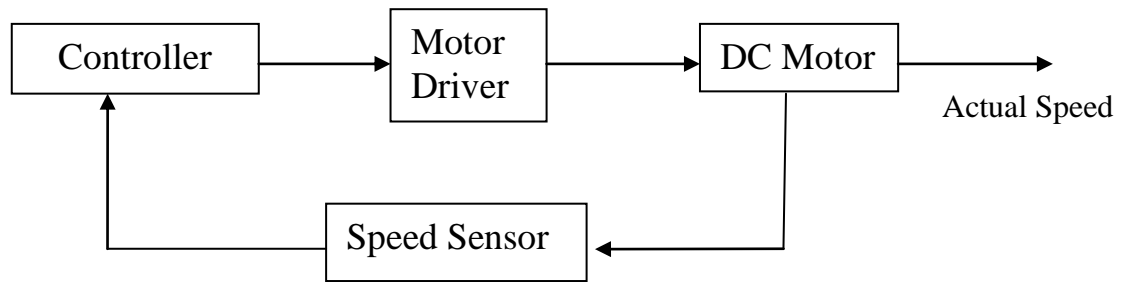 Controller
Motor
Driver
DC Motor
Actual Speed
Speed Sensor